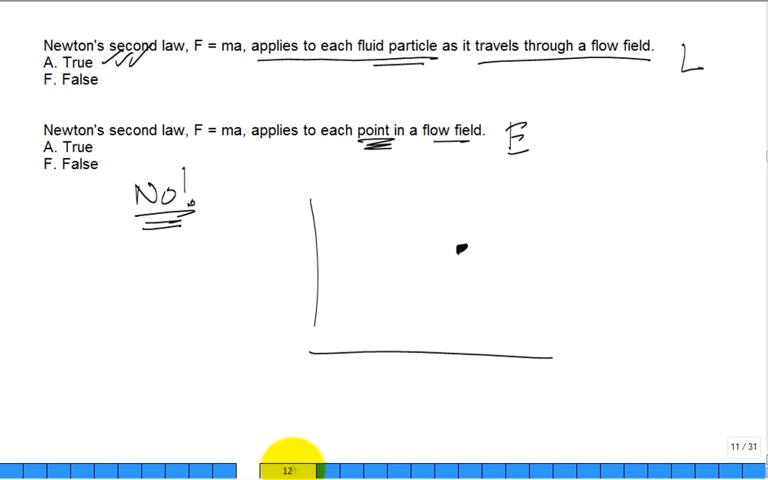 Newton's second law, F = ma, applies to each fluid particle as it travels through a flow field.
L
A. True
F. False
Newton's second law, F = ma, applies to each point in a flow field.
E
A. True
F. False
No!
11 / 31
12